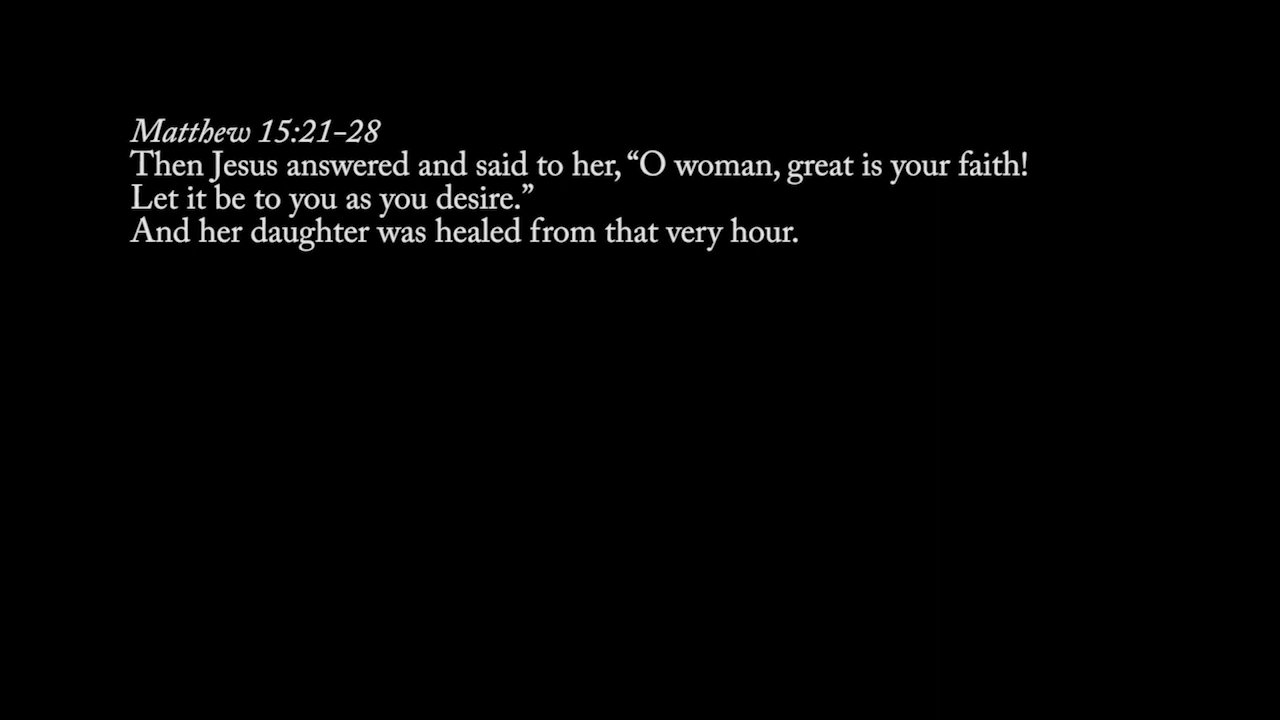 Matthew 15:21–28
Then Jesus answered and said to her, “O woman, great is your faith!
Let it be to you as you desire.”
And her daughter was healed from that very hour.